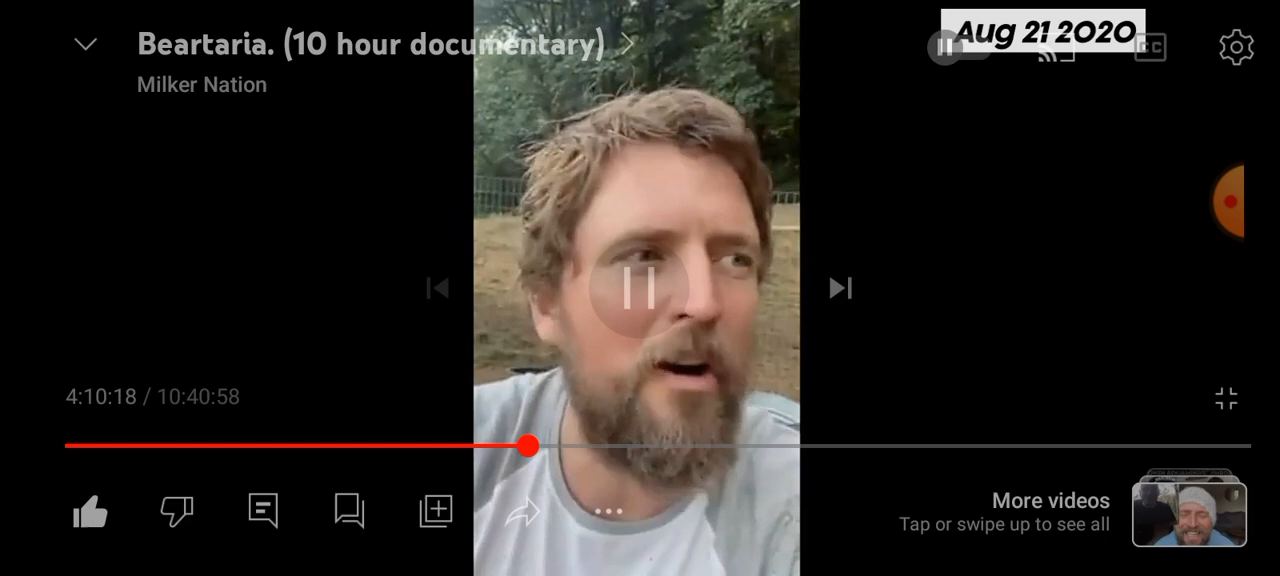 Beartaria. (10 hour documentary)
Milker Nation
Aug 21 2020
CC
4:10:18 / 10:40:58
More videos
Tap or swipe up to see all